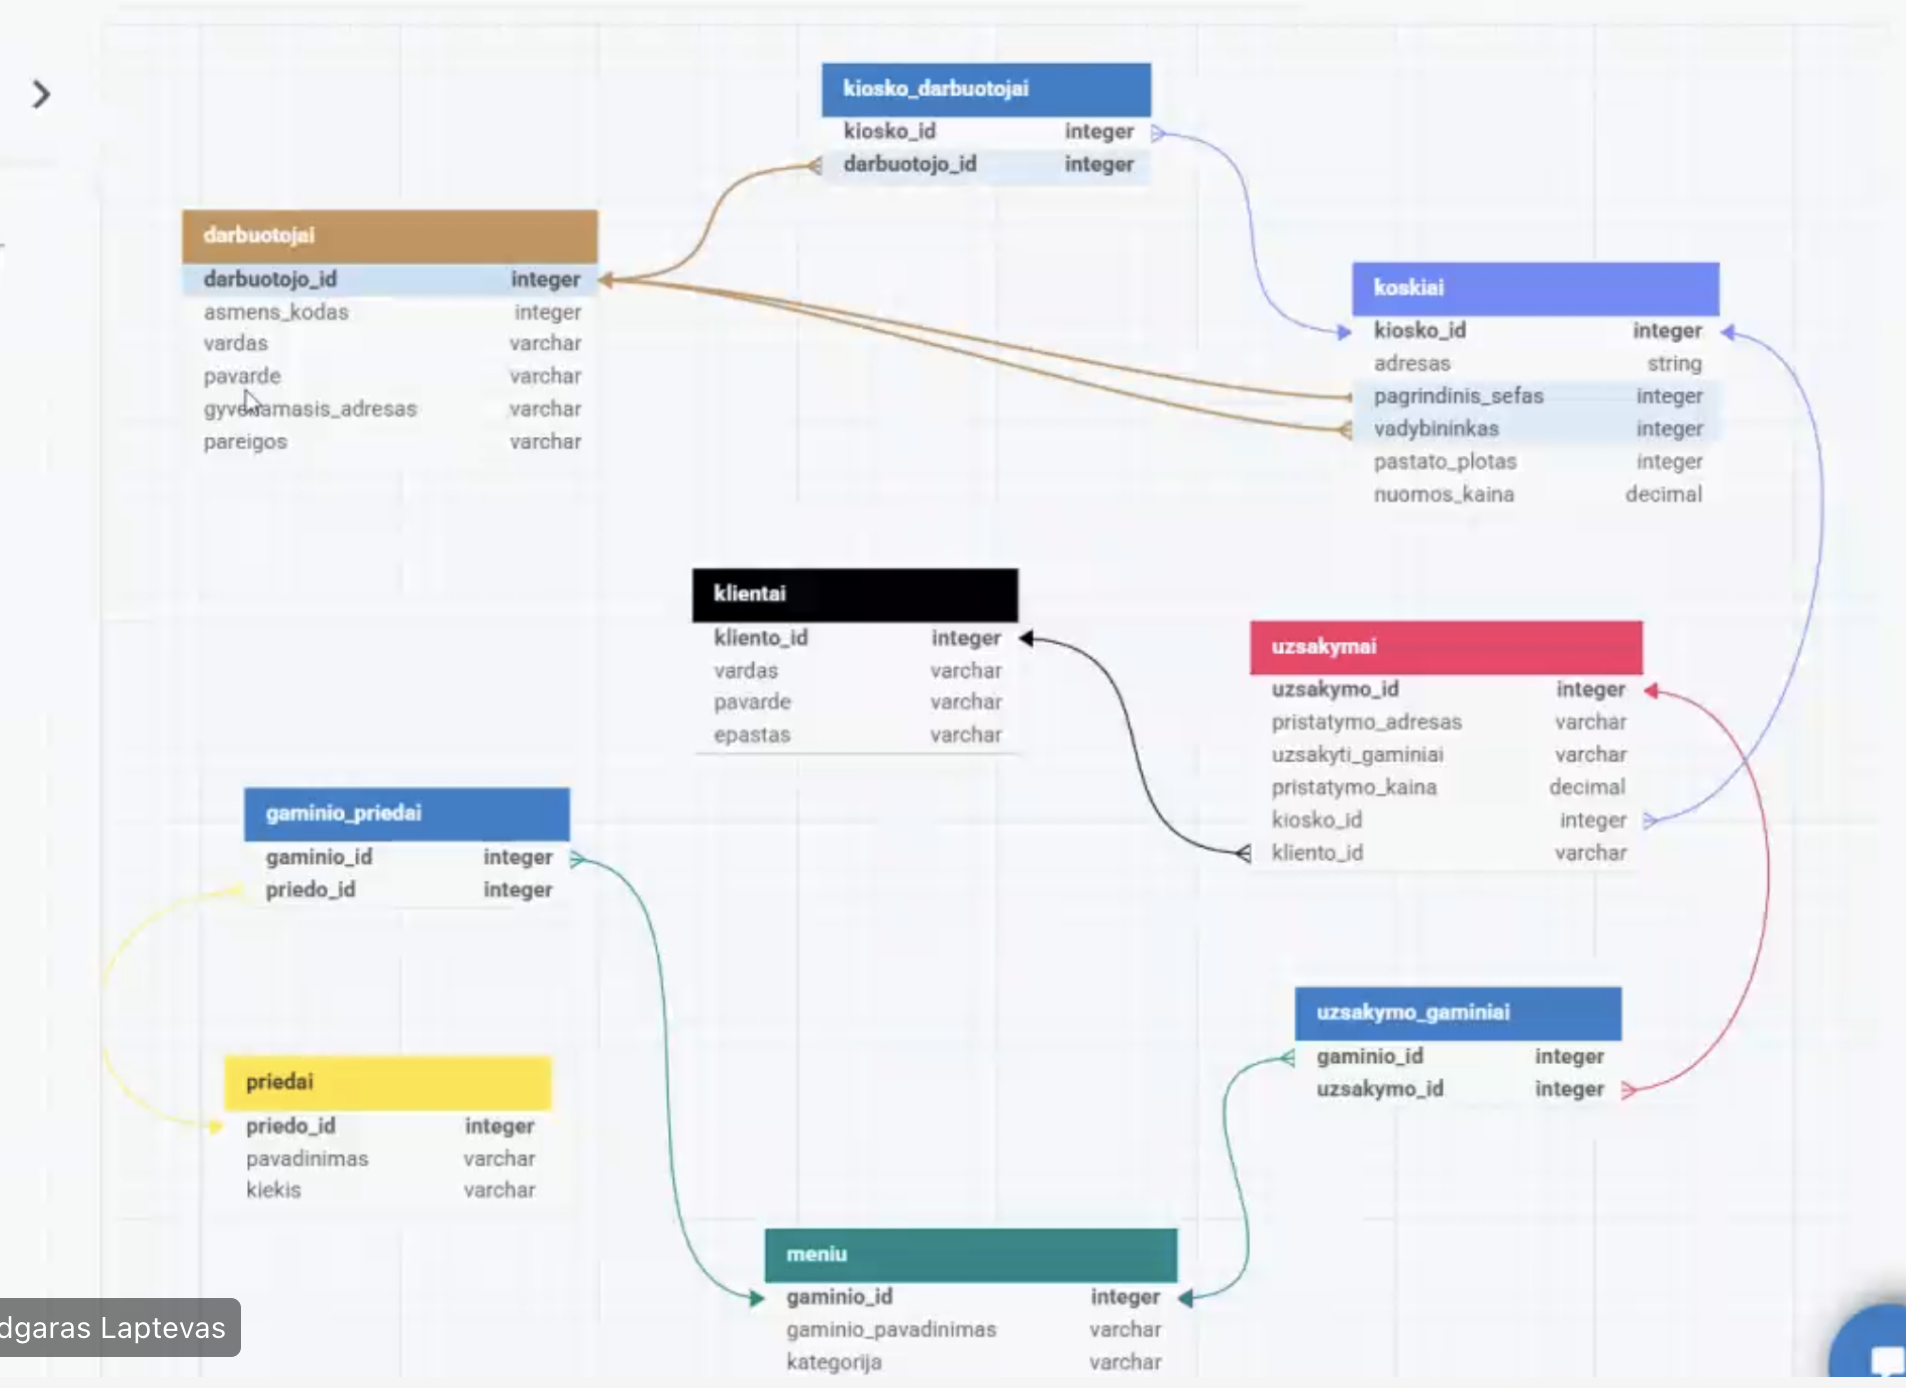 kiosko_darbuotojai
kiosko_id integer
darbuotojo_id integer
darbuotojai
darbuotojo_id integer
asmens_kodas integer
vardas varchar
pavarde varchar
gyvenamasis_adresas varchar
pareigos varchar
koskiai
kiosko_id integer
adresas string
pagrindinis_sefas integer
vadybininkas integer
pastato_plotas integer
nuomos_kaina decimal
klientai
kliento_id integer
vardas varchar
pavarde varchar
epastas varchar
uzsakymai
uzsakymo_id integer
pristatymo_adresas varchar
uzsakyti_gaminiai varchar
pristatymo_kaina decimal
kiosko_id integer
kliento_id varchar
gaminio_priedai
gaminio_id integer
priedo_id integer
uzsakymo_gaminiai
gaminio_id integer
uzsakymo_id integer
priedai
priedo_id integer
pavadinimas varchar
kiekis varchar
meniu
gaminio_id integer
gaminio_pavadinimas varchar
kategorija varchar
dgaras Laptevas